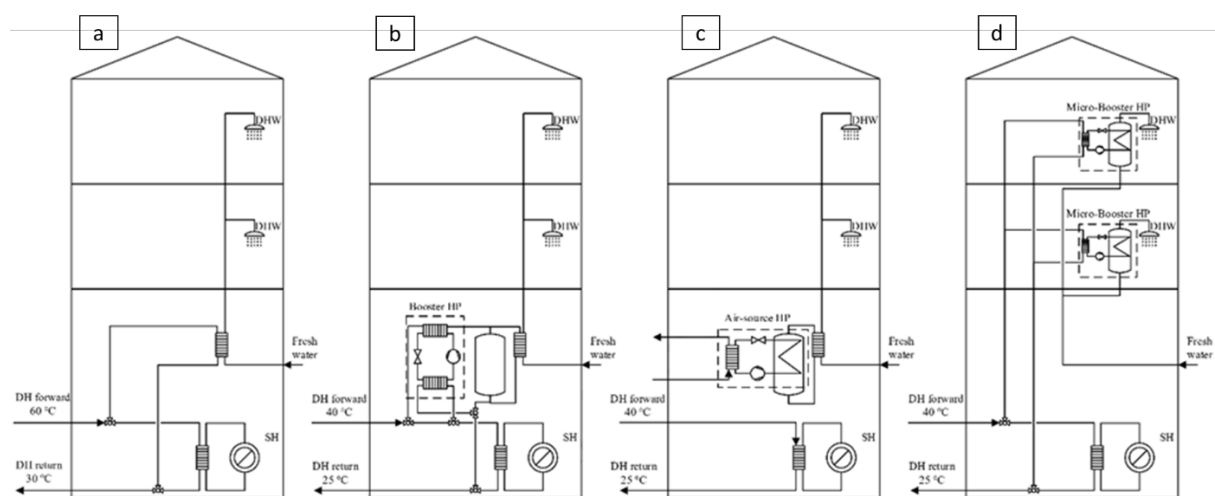 a
b
c
d
DHW
DHW
DH forward
60 °C
DH return
30 °C
Fresh
water
SH
DHW
DHW
Booster HP
DH forward
40 °C
DH return
25 °C
Fresh
water
SH
DHW
DHW
Air-source HP
DH forward
40 °C
DH return
25 °C
Fresh
water
SH
Micro-Booster HP
DHW
Micro-Booster HP
DHW
DH forward
40 °C
DH return
25 °C
Fresh
water
SH